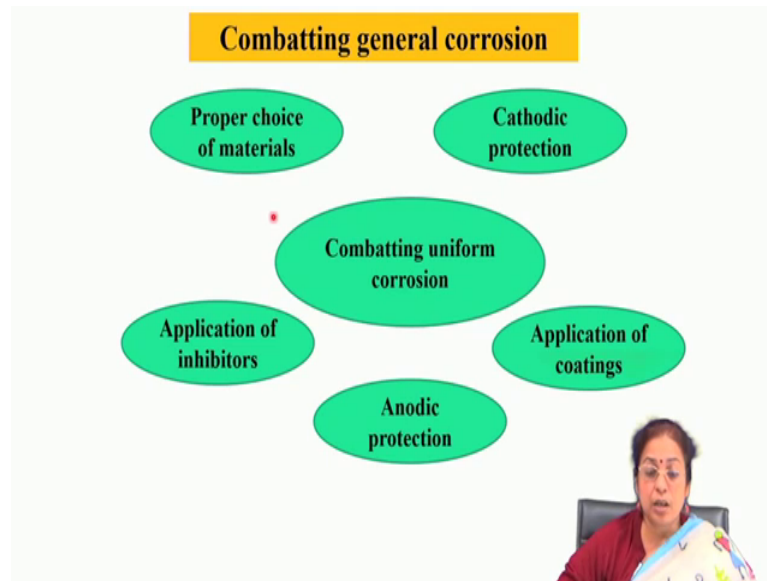 Combatting general corrosion
Proper choice
of materials
Cathodic
protection
Combatting uniform
corrosion
Application of
inhibitors
Application of
coatings
Anodic
protection